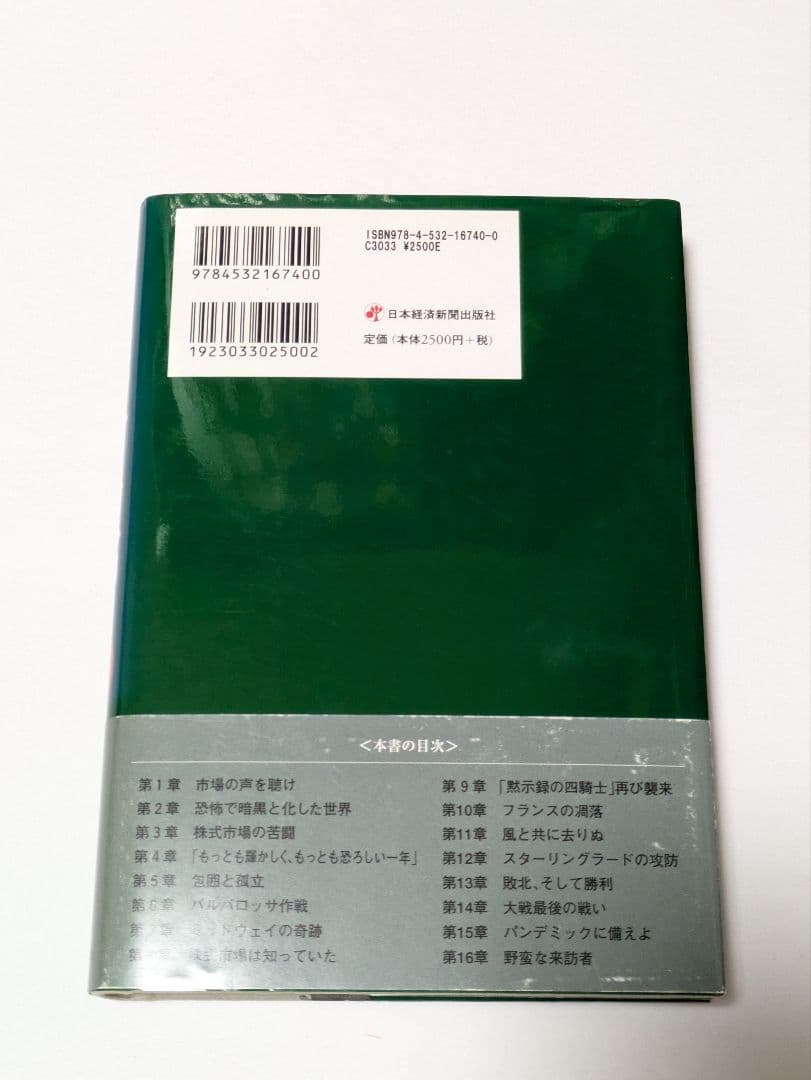 ISBN978-4-532-16740-0
C3033 ¥2500E
9784532167400
日本経済新聞出版社
定価(本体2500円+税)
1923033025002
<本書の目次>
第1章 市場の声を聴け
第2章 恐怖で暗黒と化した世界
第3章 株式市場の苦闘
第4章 「もっとも輝かしく、もっとも恐ろしい一年」
第5章 包囲と孤立
第6章 バルバロッサ作戦
第7章 ミッドウェイの奇跡
第 章 株式市場は知っていた
第9章 「黙示録の四騎士」再び襲来
第10章 フランスの凋落
第11章 風と共に去りぬ
第12章 スターリングラードの攻防
第13章 敗北、そして勝利
第14章 大戦最後の戦い
第15章 パンデミックに備えよ
第16章 野蛮な来訪者